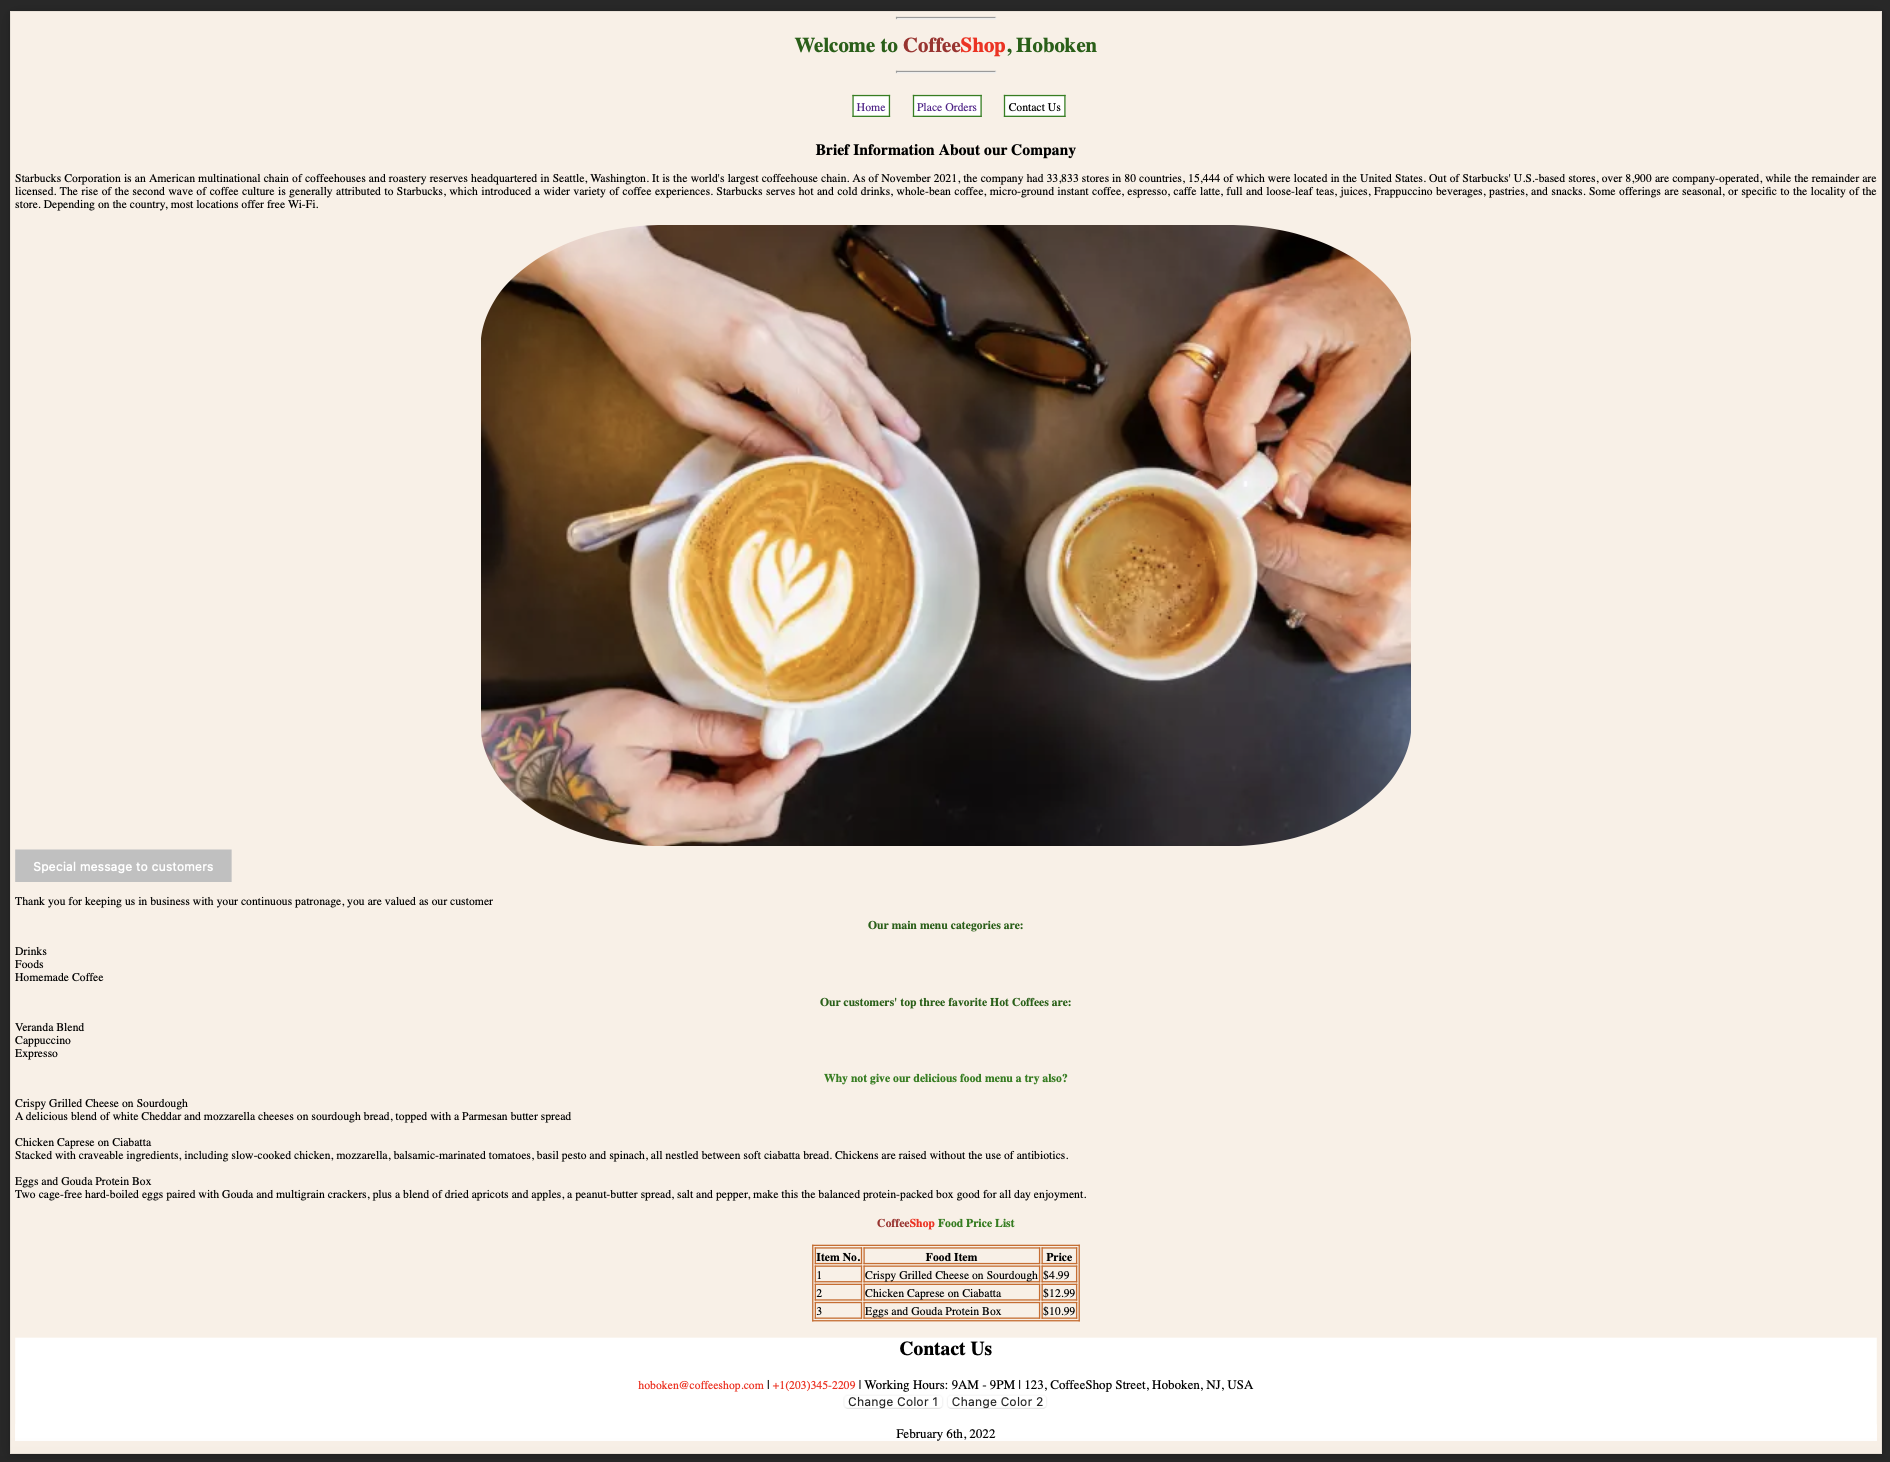 Welcome to CoffeeShop, Hoboken
Home
Place Orders
Contact Us
Brief Information About our Company
Starbucks Corporation is an American multinational chain of coffeehouses and roastery reserves headquartered in Seattle, Washington. It is the world's largest coffeehouse chain. As of November 2021, the company had 33,833 stores in 80 countries, 15,444 of which were located in the United States. Out of Starbucks' U.S.-based stores, over 8,900 are company-operated, while the remainder are
licensed. The rise of the second wave of coffee culture is generally attributed to Starbucks, which introduced a wider variety of coffee experiences. Starbucks serves hot and cold drinks, whole-bean coffee, micro-ground instant coffee, espresso, caffe latte, full and loose-leaf teas, juices, Frappuccino beverages, pastries, and snacks. Some offerings are seasonal, or specific to the locality of the
store. Depending on the country, most locations offer free Wi-Fi.
Special message to customers
Thank you for keeping us in business with your continuous patronage, you are valued as our customer
Our main menu categories are:
Drinks
Foods
Homemade Coffee
Our customers' top three favorite Hot Coffees are:
Veranda Blend
Cappuccino
Expresso
Why not give our delicious food menu a try also?
Crispy Grilled Cheese on Sourdough
A delicious blend of white Cheddar and mozzarella cheeses on sourdough bread, topped with a Parmesan butter spread
Chicken Caprese on Ciabatta
Stacked with craveable ingredients, including slow-cooked chicken, mozzarella, balsamic-marinated tomatoes, basil pesto and spinach, all nestled between soft ciabatta bread. Chickens are raised without the use of antibiotics.
Eggs and Gouda Protein Box
Two cage-free hard-boiled eggs paired with Gouda and multigrain crackers, plus a blend of dried apricots and apples, a peanut-butter spread, salt and pepper, make this the balanced protein-packed box good for all day enjoyment.
CoffeeShop Food Price List
Item No. Food Item Price
1 Crispy Grilled Cheese on Sourdough $4.99
2 Chicken Caprese on Ciabatta $12.99
3 Eggs and Gouda Protein Box $10.99
Contact Us
hoboken@coffeeshop.com | +1(203)345-2209 | Working Hours: 9AM - 9PM | 123, CoffeeShop Street, Hoboken, NJ, USA
Change Color 1 Change Color 2
February 6th, 2022